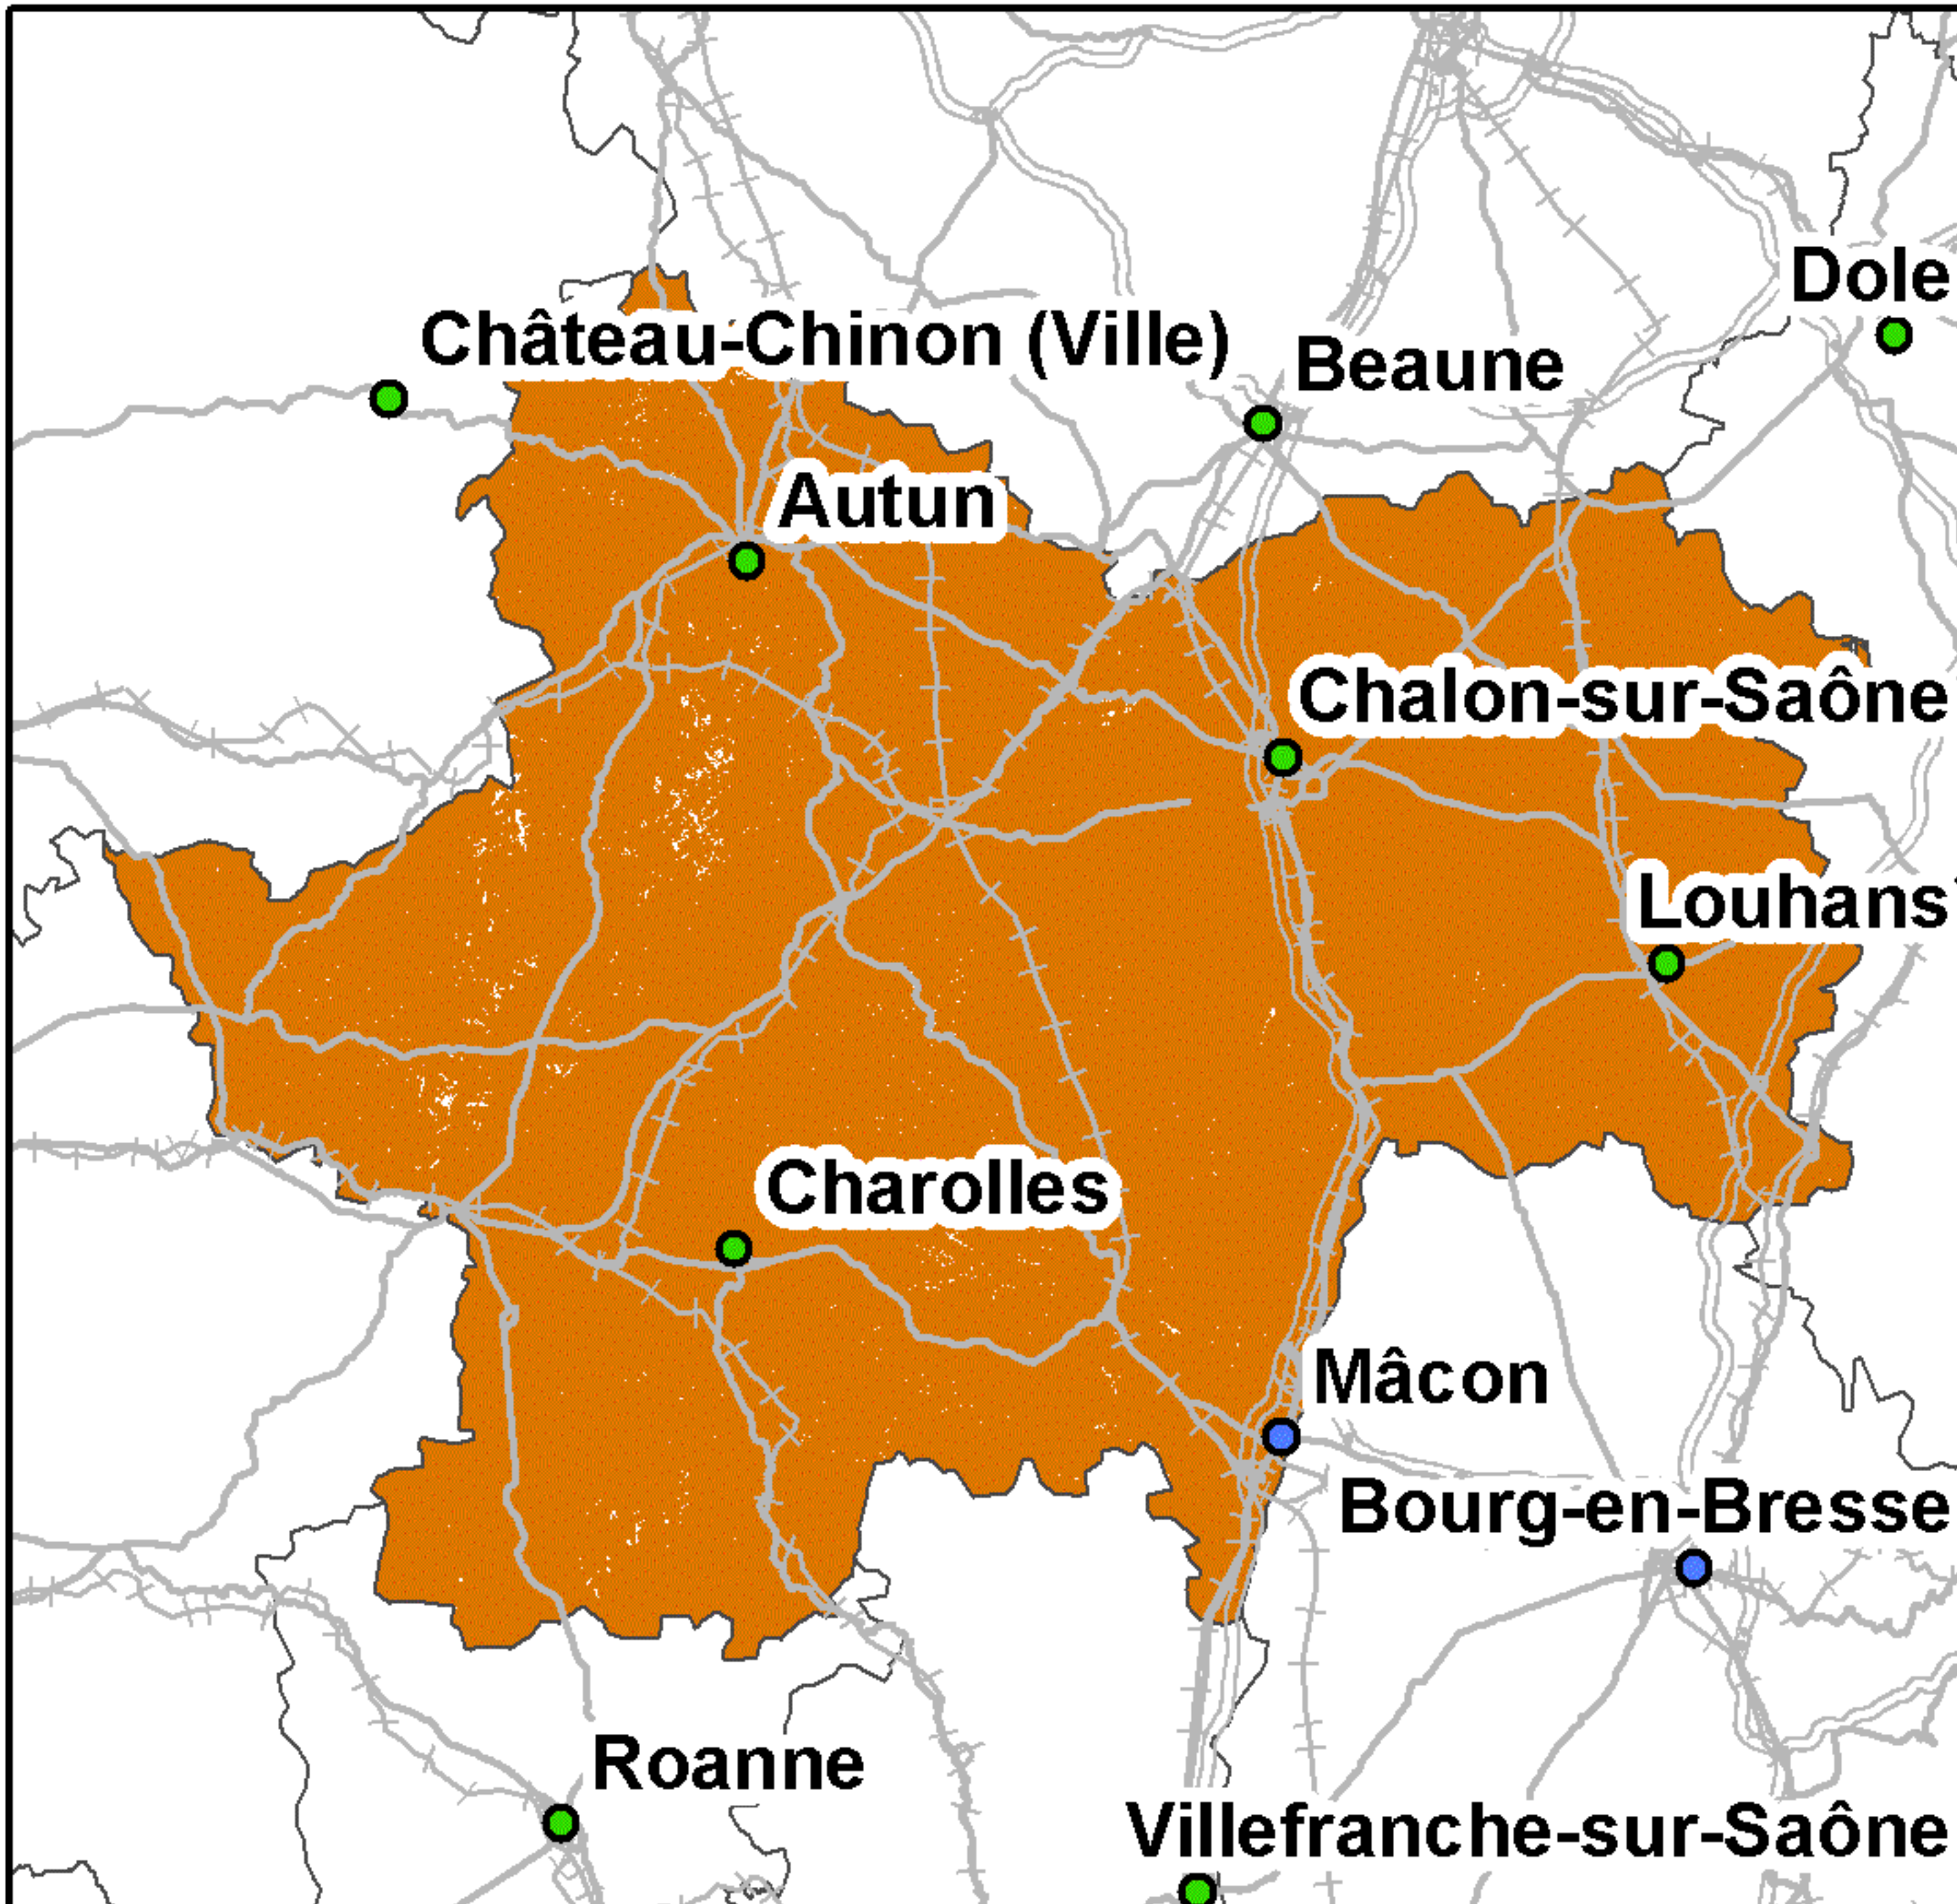 Dole
Château-Chinon (Ville)
Beaune
Autun
Chalon-sur-Saône
Louhans
Charolles
Mâcon
Bourg-en-Bresse
Roanne
Villefranche-sur-Saône